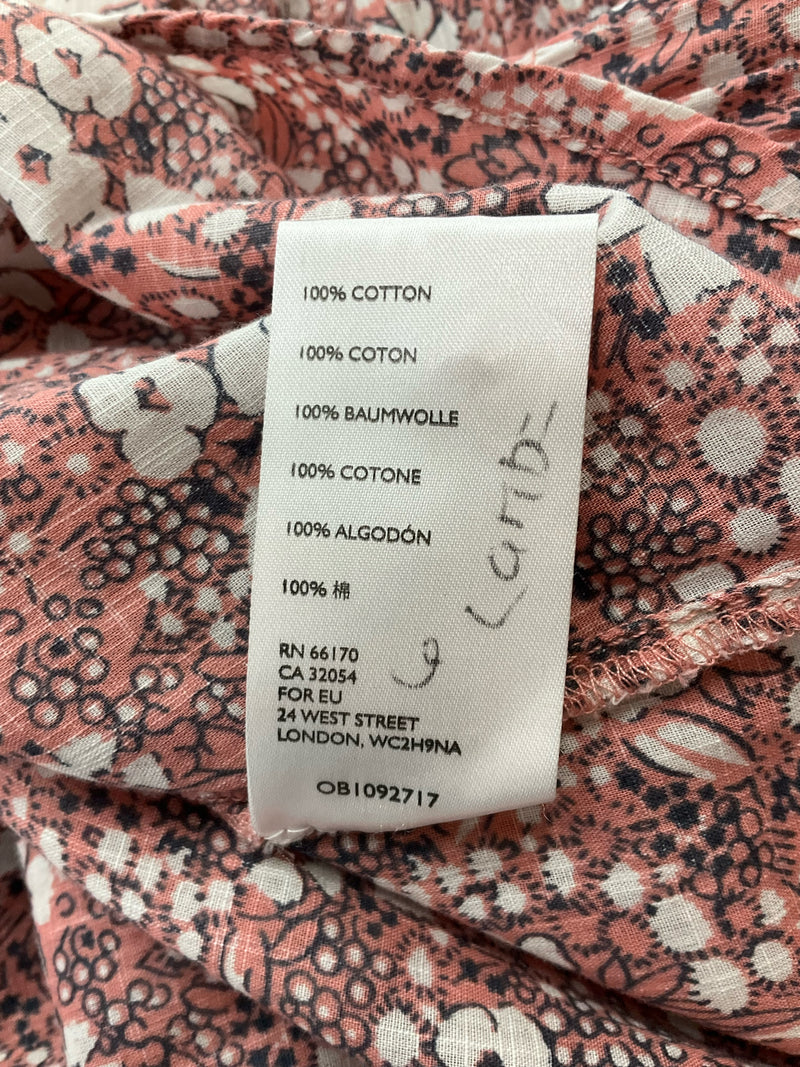 100% COTTON
100% COTON
100% BAUMWOLLE
100% COTONE
100% ALGODÓN
100% 棉
RN 66170
CA 32054
FOR EU
24 WEST STREET
LONDON, WC2H9NA
OB1092717